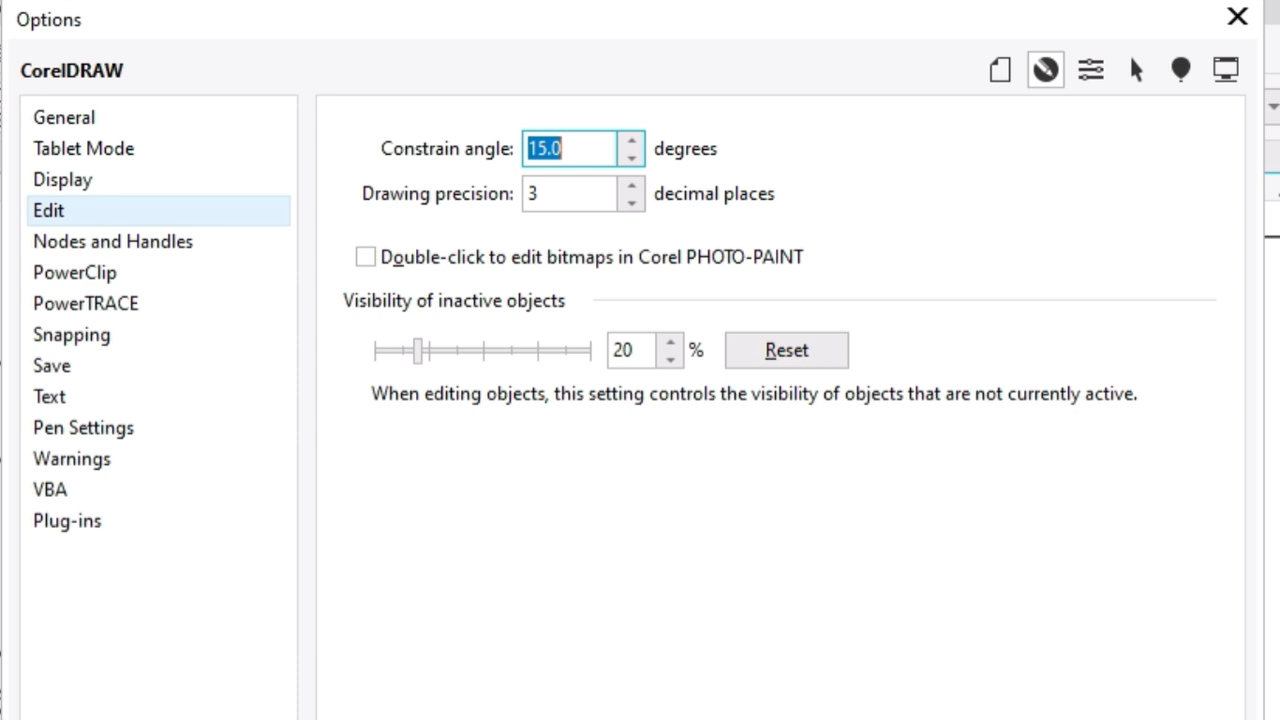 Options
CorelDRAW
General
Tablet Mode
Display
Edit
Nodes and Handles
PowerClip
PowerTRACE
Snapping
Save
Text
Pen Settings
Warnings
VBA
Plug-ins
Constrain angle: 15.0 degrees
Drawing precision: 3 decimal places
Double-click to edit bitmaps in Corel PHOTO-PAINT
Visibility of inactive objects
20 % Reset
When editing objects, this setting controls the visibility of objects that are not currently active.